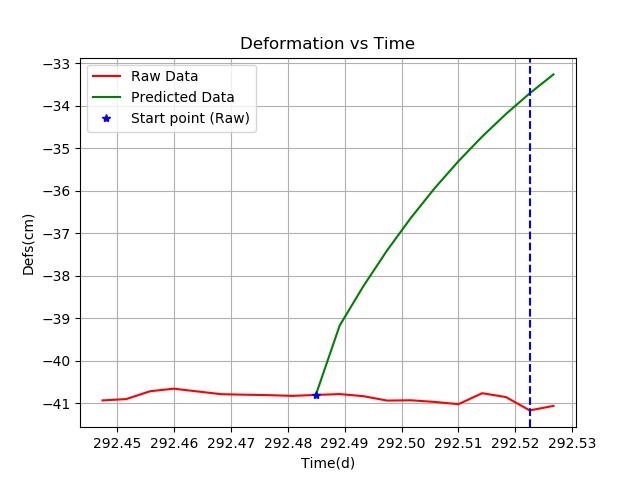 Deformation vs Time
Raw Data
Predicted Data
Start point (Raw)
−33
−34
−35
−36
−37
−38
−39
−40
−41
Defs(cm)
292.45 292.46 292.47 292.48 292.49 292.50 292.51 292.52 292.53
Time(d)